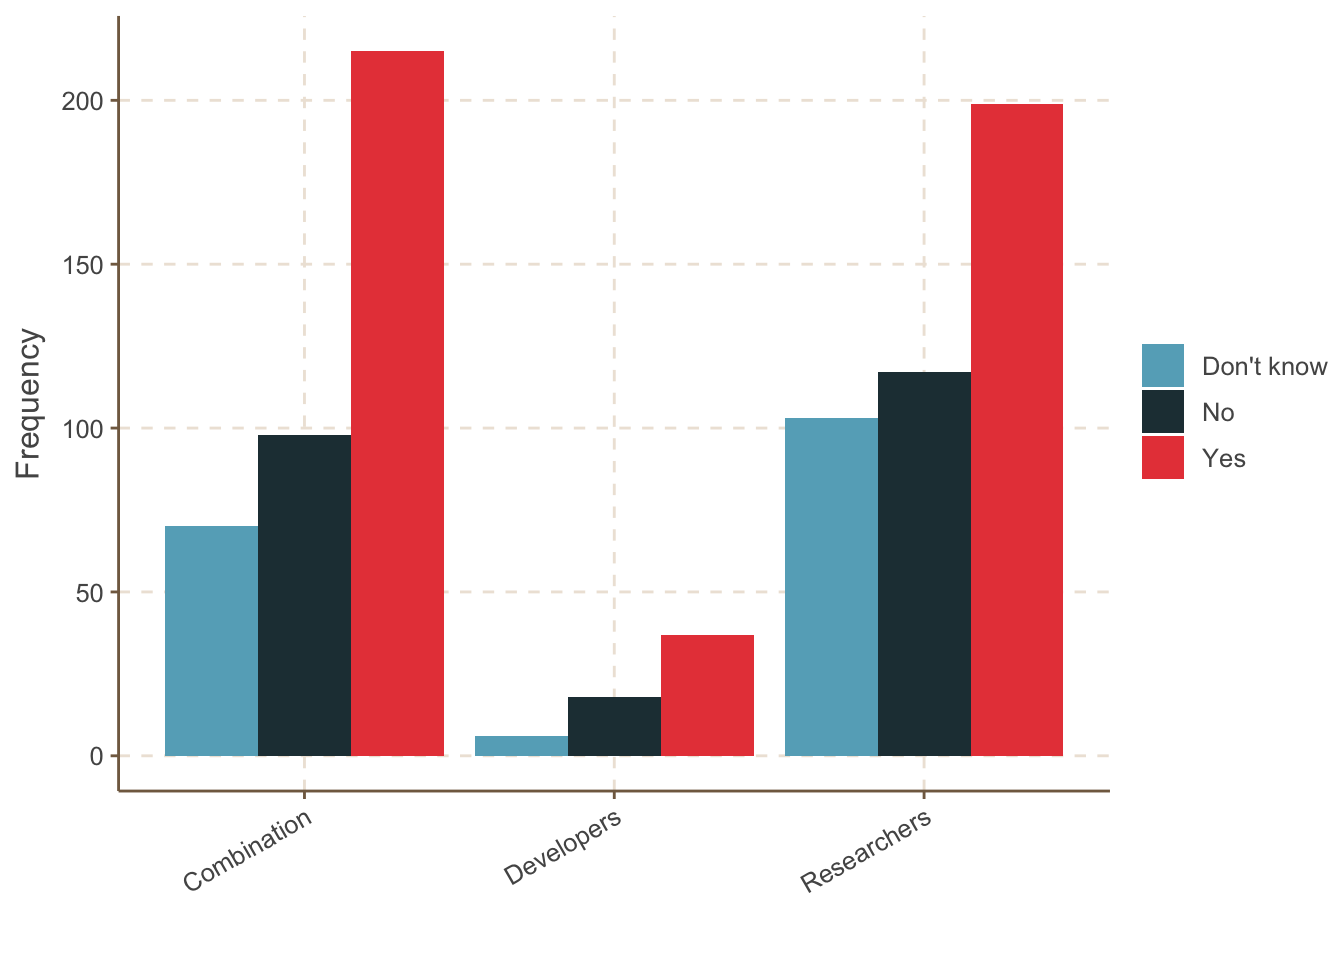 Frequency
200
150
100
50
0
Combination
Developers
Researchers
Don't know
No
Yes